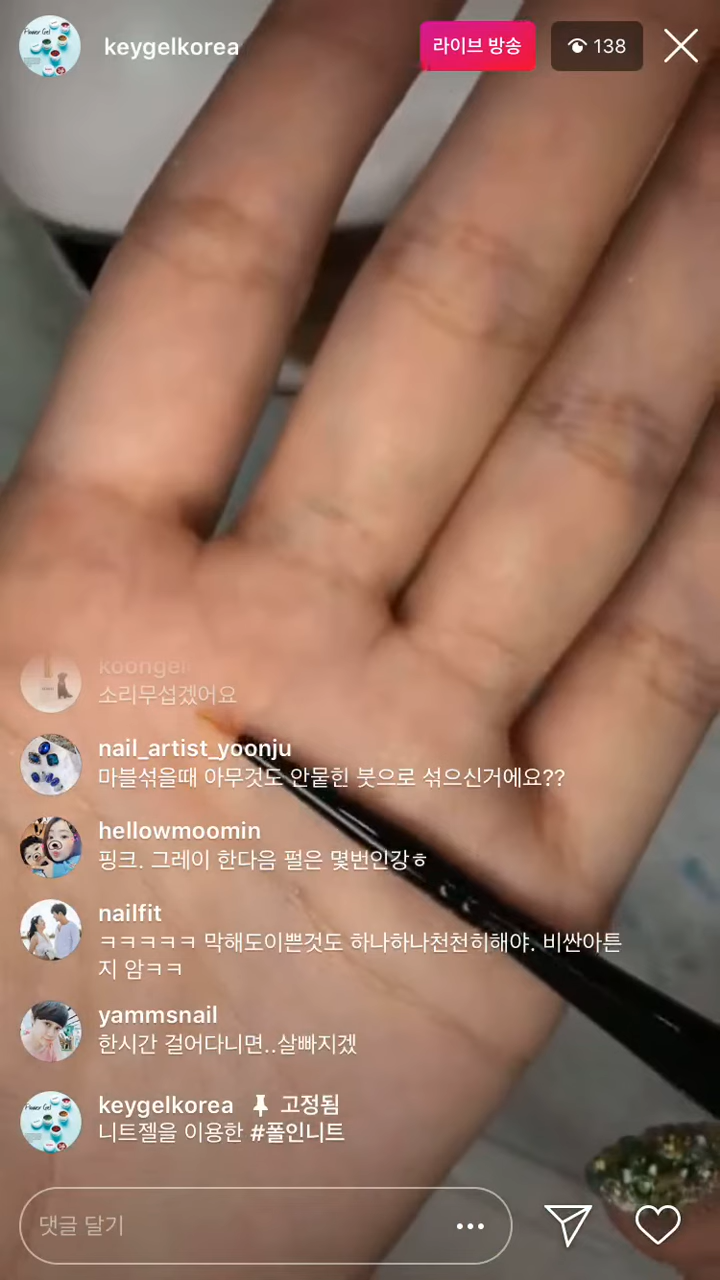 keygelkorea
라이브 방송
138
소리무섭겠어요
nail_artist_yoonju
마블섞을때 아무것도 안뭍힌 붓으로 섞으신거에요??
hellowmoomin
핑크. 그레이 한다음 펄은 몇번인강ㅎ
nailfit
ㅋㅋㅋㅋㅋ 막해도이쁜것도 하나하나천천히해야. 비싼아튼
지 암ㅋㅋ
yammsnail
한시간 걸어다니면..살빠지겠
keygelkorea 고정됨
니트젤을 이용한 #폴인니트
댓글 달기